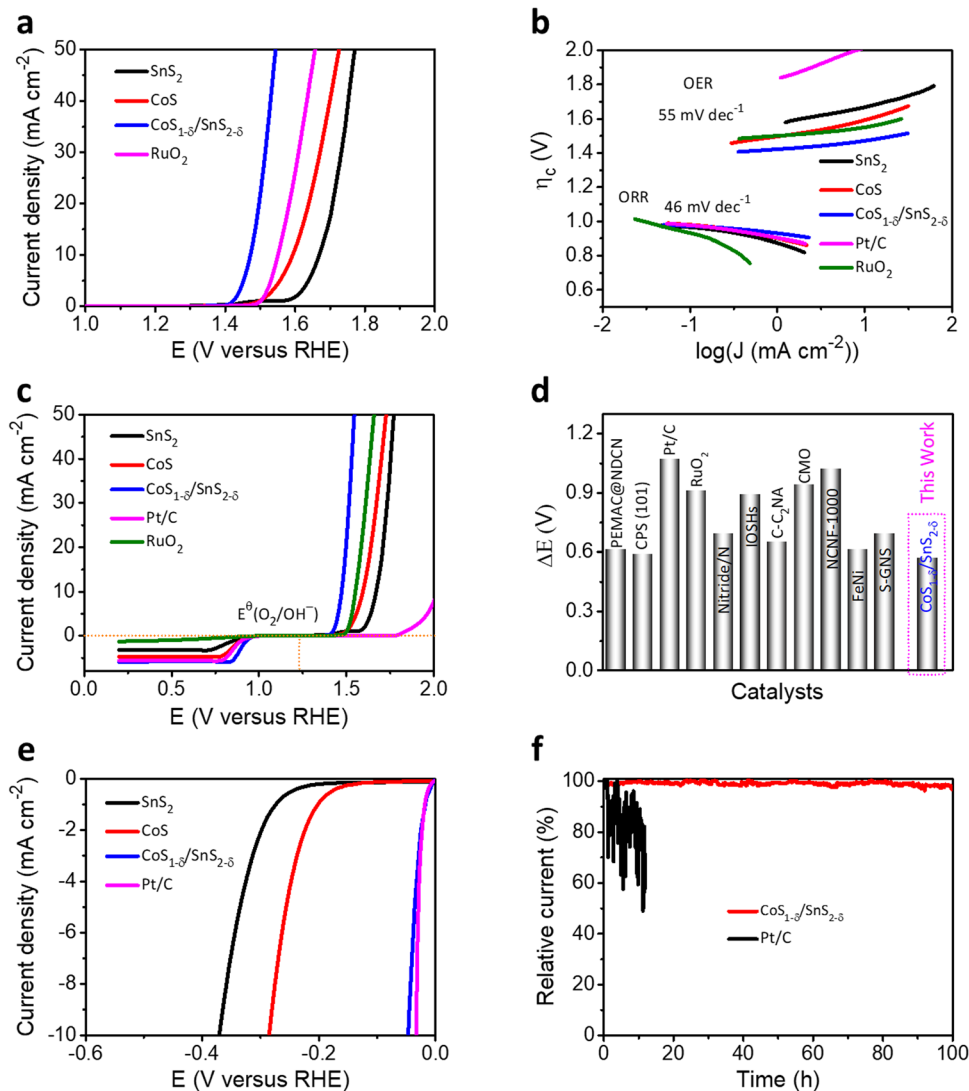 a
50
40
30
20
10
0
Current density (mA cm⁻²)
SnS₂
CoS
CoS₁₋δ/SnS₂₋δ
RuO₂
1.0 1.2 1.4 1.6 1.8 2.0
E (V versus RHE)
b
2.0
1.8
1.6
1.4
1.2
1.0
0.8
0.6
η꜀ (V)
OER
55 mV dec⁻¹
ORR
46 mV dec⁻¹
SnS₂
CoS
CoS₁₋δ/SnS₂₋δ
Pt/C
RuO₂
-2 -1 0 1 2
log(J (mA cm⁻²))
c
50
40
30
20
10
0
Current density (mA cm⁻²)
SnS₂
CoS
CoS₁₋δ/SnS₂₋δ
Pt/C
RuO₂
E^θ(O₂/OH⁻)
0.0 0.5 1.0 1.5 2.0
E (V versus RHE)
d
1.2
0.9
0.6
0.3
0.0
ΔE (V)
PEMAC@NDCN
CPS (101)
Pt/C
RuO₂
Nitride/N
IOSHs
C-C₂NA
CMO
NCNF-1000
FeNi
S-GNS
CoS₁₋δ/SnS₂₋δ
This Work
Catalysts
e
0
-2
-4
-6
-8
-10
Current density (mA cm⁻²)
SnS₂
CoS
CoS₁₋δ/SnS₂₋δ
Pt/C
-0.6 -0.4 -0.2 0.0
E (V versus RHE)
f
100
80
60
40
20
0
Relative current (%)
CoS₁₋δ/SnS₂₋δ
Pt/C
0 20 40 60 80 100
Time (h)